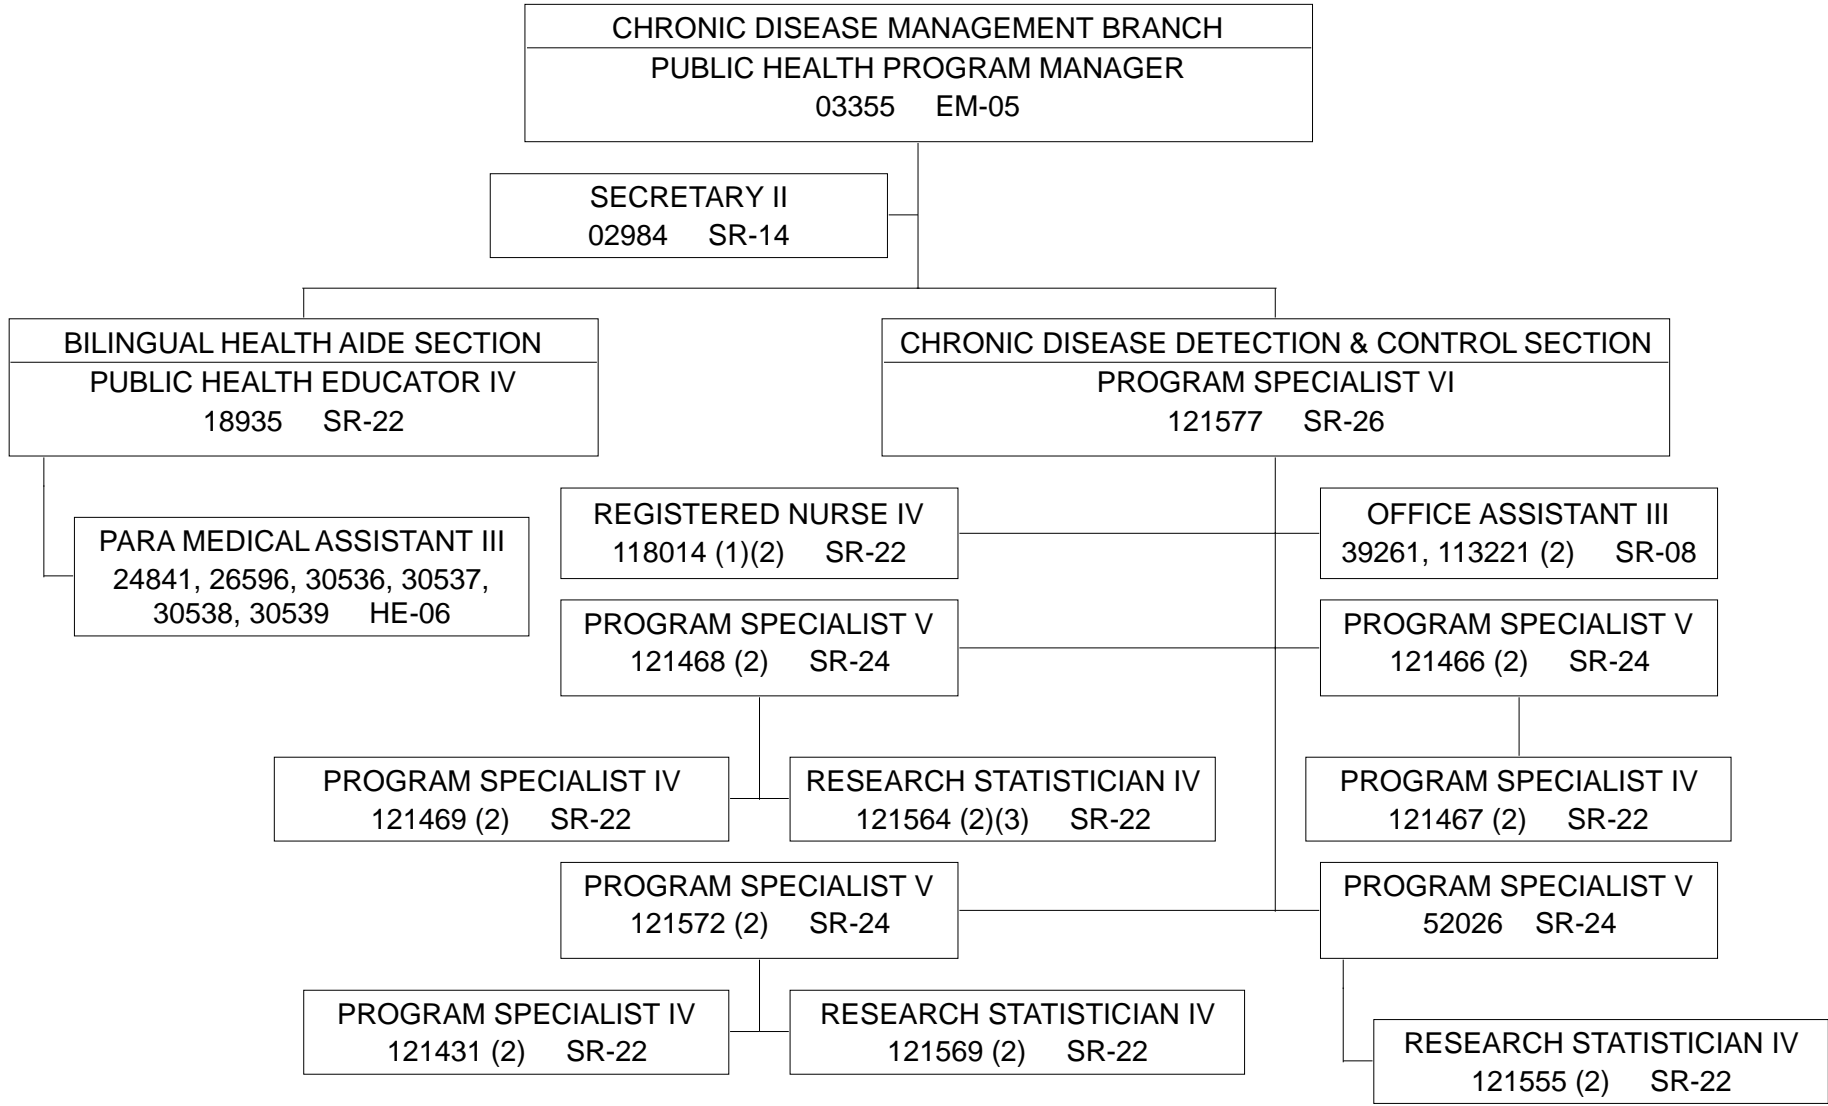 CHRONIC DISEASE MANAGEMENT BRANCH
PUBLIC HEALTH PROGRAM MANAGER
03355 EM-05
SECRETARY II
02984 SR-14
BILINGUAL HEALTH AIDE SECTION
PUBLIC HEALTH EDUCATOR IV
18935 SR-22
CHRONIC DISEASE DETECTION & CONTROL SECTION
PROGRAM SPECIALIST VI
121577 SR-26
PARA MEDICAL ASSISTANT III
24841, 26596, 30536, 30537,
30538, 30539 HE-06
REGISTERED NURSE IV
118014 (1)(2) SR-22
OFFICE ASSISTANT III
39261, 113221 (2) SR-08
PROGRAM SPECIALIST V
121468 (2) SR-24
PROGRAM SPECIALIST V
121466 (2) SR-24
PROGRAM SPECIALIST IV
121469 (2) SR-22
RESEARCH STATISTICIAN IV
121564 (2)(3) SR-22
PROGRAM SPECIALIST IV
121467 (2) SR-22
PROGRAM SPECIALIST V
121572 (2) SR-24
PROGRAM SPECIALIST V
52026 SR-24
PROGRAM SPECIALIST IV
121431 (2) SR-22
RESEARCH STATISTICIAN IV
121569 (2) SR-22
RESEARCH STATISTICIAN IV
121555 (2) SR-22